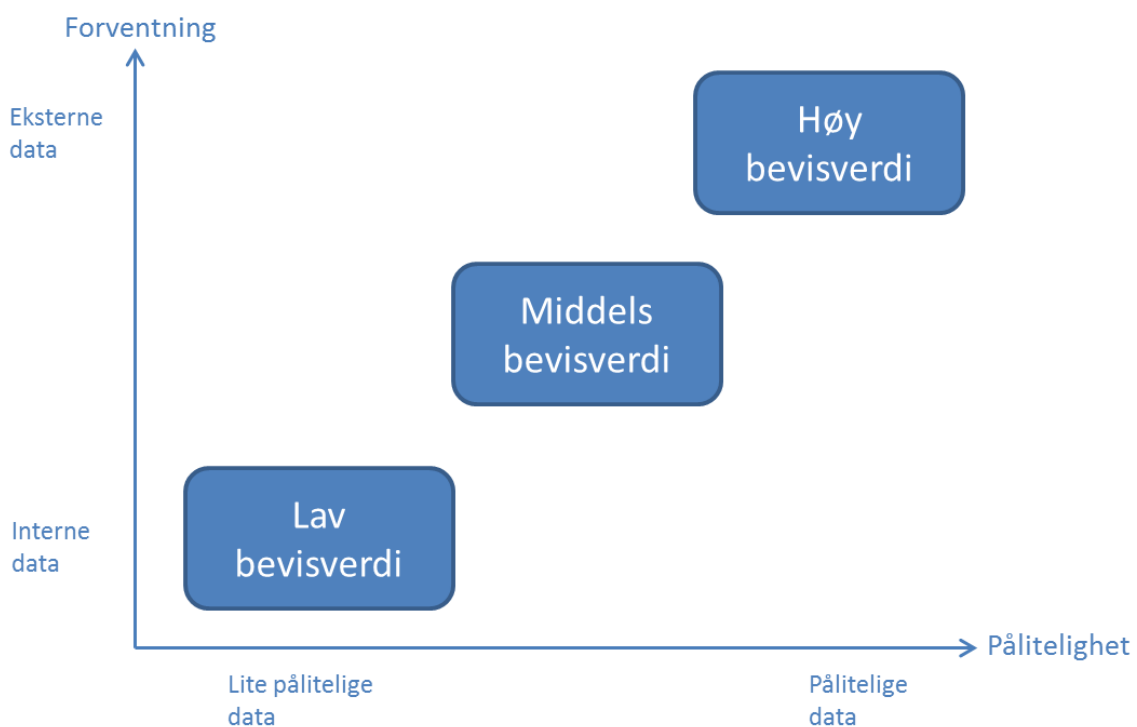 Forventning
Eksterne
data
Høy
bevisverdi
Middels
bevisverdi
Interne
data
Lav
bevisverdi
Pålitelighet
Lite pålitelige
data
Pålitelige
data